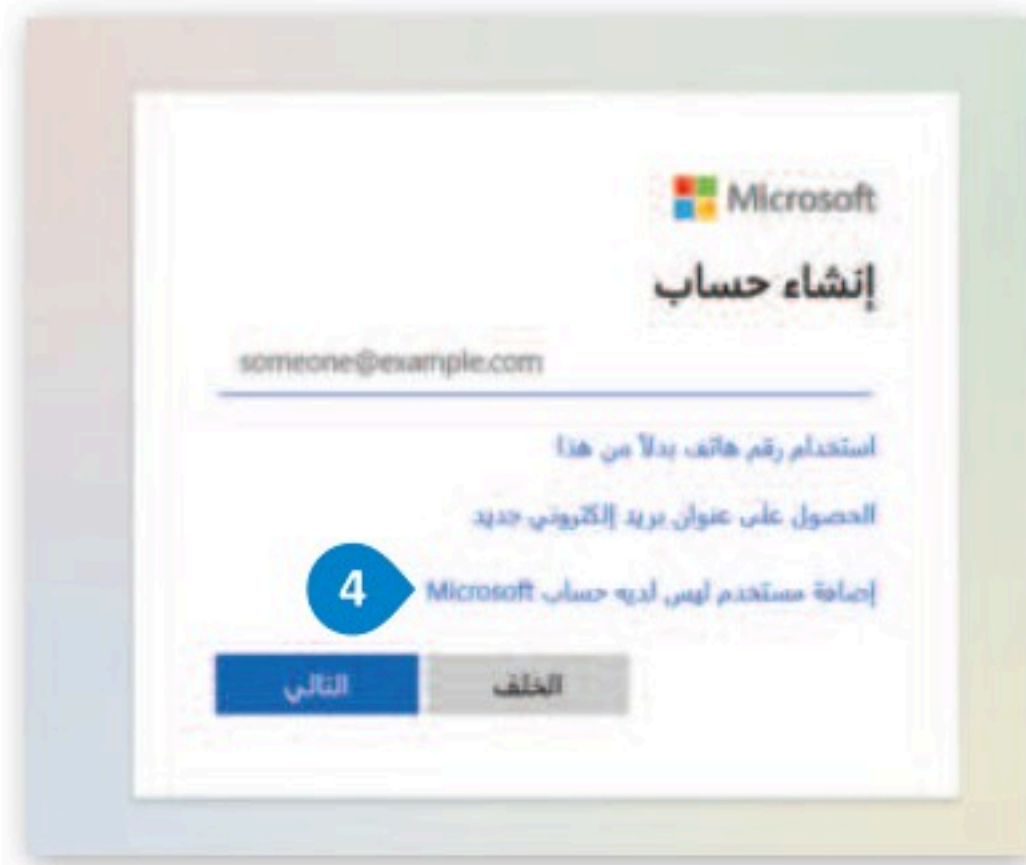 Microsoft
إنشاء حساب
someone@example.com
استخدام رقم هاتف بدلاً من هذا
الحصول على عنوان بريد إلكتروني جديد
إضافة مستخدم ليس لديه حساب Microsoft
4
الخلف
التالي